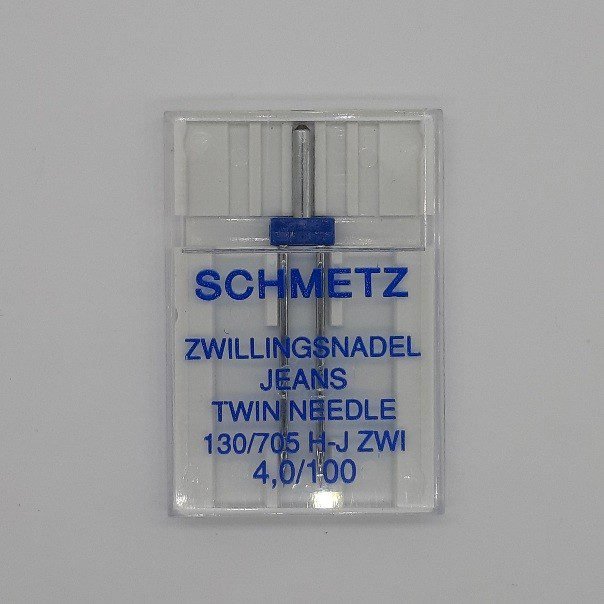 SCHMETZ
ZWILLINGSNADEL
JEANS
TWIN NEEDLE
130/705 H-J ZWI
4,0/100